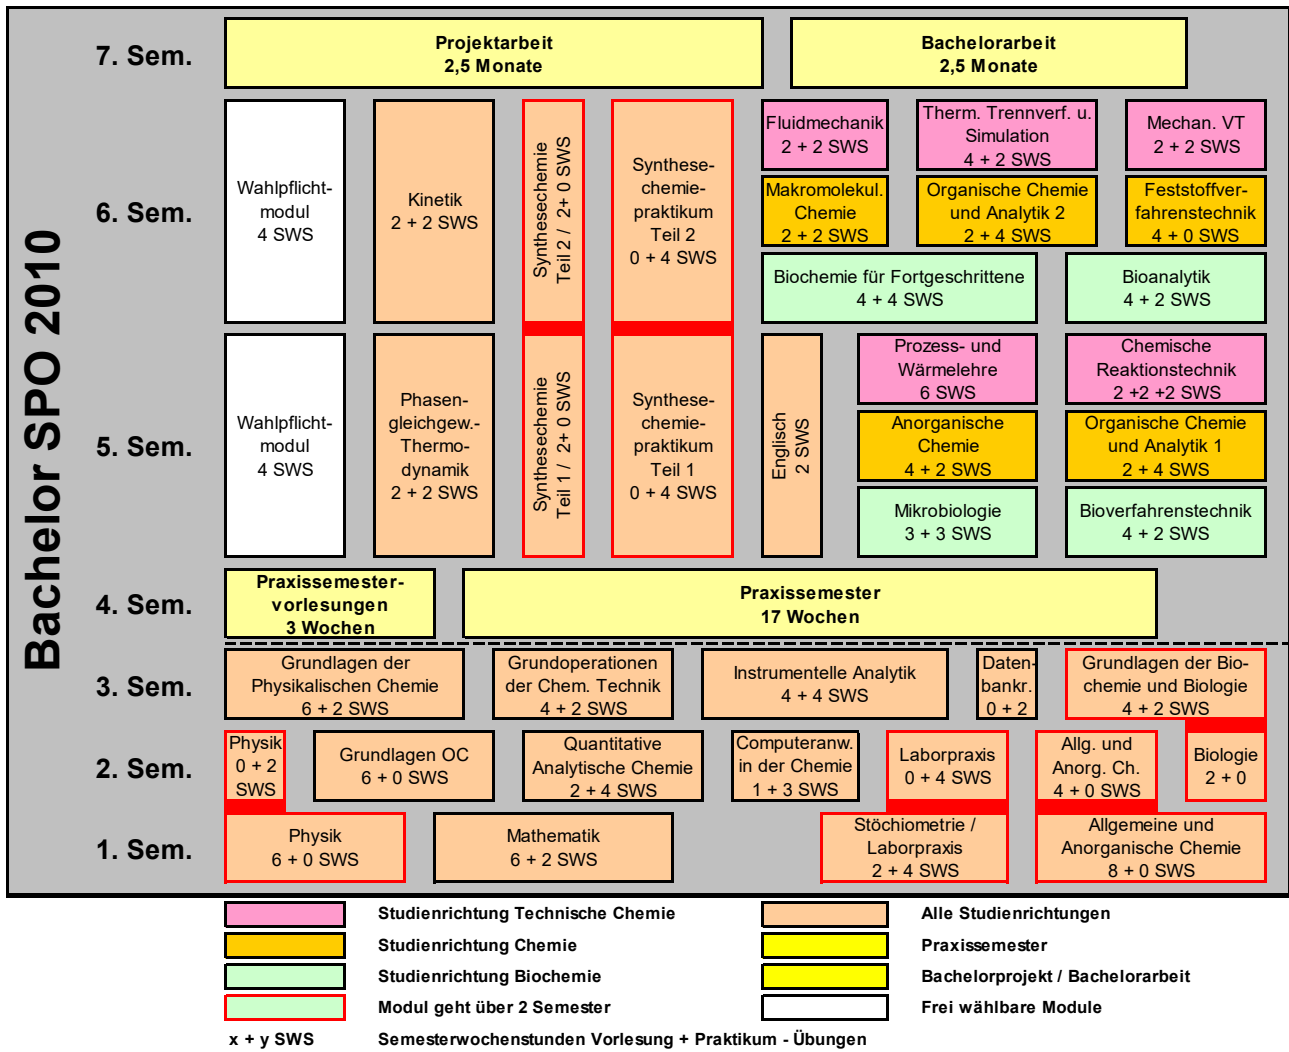 Bachelor SPO 2010
7. Sem.
Projektarbeit
2,5 Monate
Bachelorarbeit
2,5 Monate
6. Sem.
Wahlpflicht-
modul
4 SWS
Kinetik
2 + 2 SWS
Synthesechemie
Teil 2 / 2+ 0 SWS
Synthese-
chemie-
praktikum
Teil 2
0 + 4 SWS
Fluidmechanik
2 + 2 SWS
Therm. Trennverf. u.
Simulation
4 + 2 SWS
Mechan. VT
2 + 2 SWS
Makromolekul.
Chemie
2 + 2 SWS
Organische Chemie
und Analytik 2
2 + 4 SWS
Feststoffver-
fahrenstechnik
4 + 0 SWS
Biochemie für Fortgeschrittene
4 + 4 SWS
Bioanalytik
4 + 2 SWS
5. Sem.
Wahlpflicht-
modul
4 SWS
Phasen-
gleichgew.-
Thermo-
dynamik
2 + 2 SWS
Synthesechemie
Teil 1 / 2+ 0 SWS
Synthese-
chemie-
praktikum
Teil 1
0 + 4 SWS
Englisch
2 SWS
Prozess- und
Wärmelehre
6 SWS
Chemische
Reaktionstechnik
2 +2 +2 SWS
Anorganische
Chemie
4 + 2 SWS
Organische Chemie
und Analytik 1
2 + 4 SWS
Mikrobiologie
3 + 3 SWS
Bioverfahrenstechnik
4 + 2 SWS
4. Sem.
Praxissemester-
vorlesungen
3 Wochen
Praxissemester
17 Wochen
3. Sem.
Grundlagen der
Physikalischen Chemie
6 + 2 SWS
Grundoperationen
der Chem. Technik
4 + 2 SWS
Instrumentelle Analytik
4 + 4 SWS
Daten-
bankr.
0 + 2
Grundlagen der Bio-
chemie und Biologie
4 + 2 SWS
2. Sem.
Physik
0 + 2
SWS
Grundlagen OC
6 + 0 SWS
Quantitative
Analytische Chemie
2 + 4 SWS
Computeranw.
in der Chemie
1 + 3 SWS
Laborpraxis
0 + 4 SWS
Allg. und
Anorg. Ch.
4 + 0 SWS
Biologie
2 + 0
1. Sem.
Physik
6 + 0 SWS
Mathematik
6 + 2 SWS
Stöchiometrie /
Laborpraxis
2 + 4 SWS
Allgemeine und
Anorganische Chemie
8 + 0 SWS
Studienrichtung Technische Chemie
Alle Studienrichtungen
Studienrichtung Chemie
Praxissemester
Studienrichtung Biochemie
Bachelorprojekt / Bachelorarbeit
Modul geht über 2 Semester
Frei wählbare Module
x + y SWS Semesterwochenstunden Vorlesung + Praktikum - Übungen